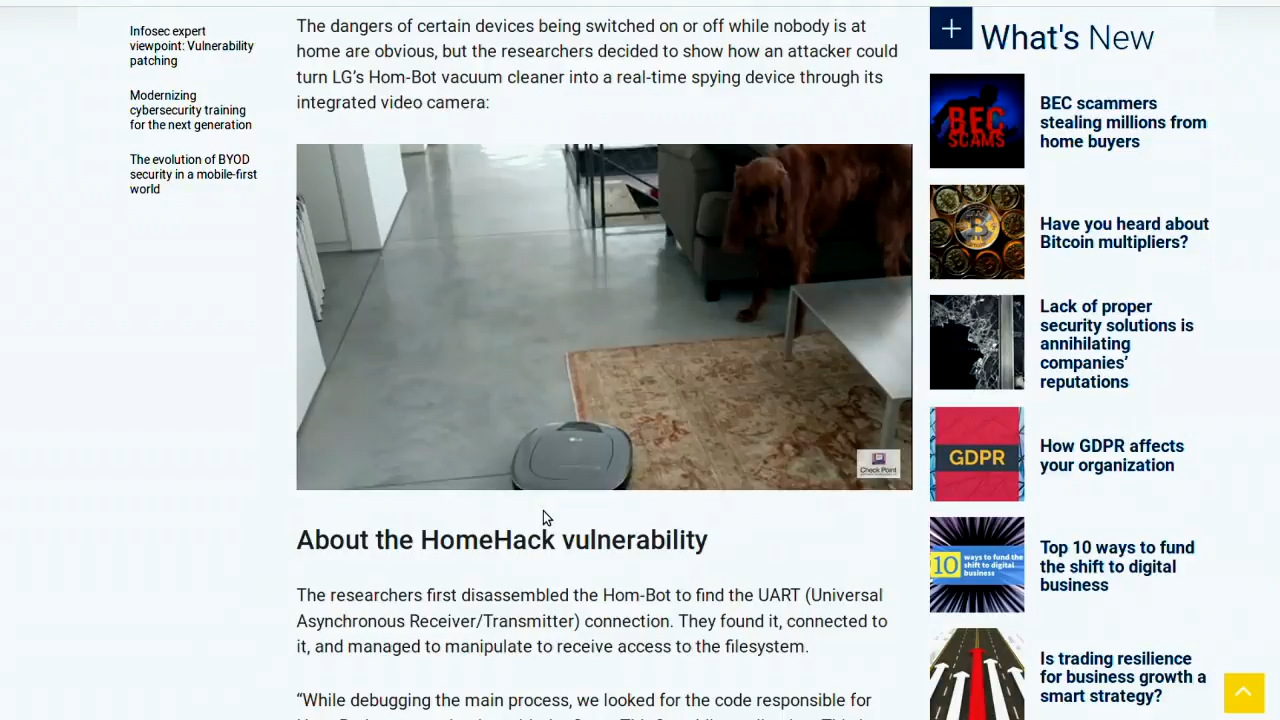 Infosec expert
viewpoint: Vulnerability
patching
Modernizing
cybersecurity training
for the next generation
The evolution of BYOD
security in a mobile-first
world
The dangers of certain devices being switched on or off while nobody is at
home are obvious, but the researchers decided to show how an attacker could
turn LG’s Hom-Bot vacuum cleaner into a real-time spying device through its
integrated video camera:
LG
Check Point
About the HomeHack vulnerability
The researchers first disassembled the Hom-Bot to find the UART (Universal
Asynchronous Receiver/Transmitter) connection. They found it, connected to
it, and managed to manipulate to receive access to the filesystem.
“While debugging the main process, we looked for the code responsible for
What's New
BEC
SCAMS
BEC scammers
stealing millions from
home buyers
Have you heard about
Bitcoin multipliers?
Lack of proper
security solutions is
annihilating
companies’
reputations
GDPR
How GDPR affects
your organization
10 ways to fund the
shift to digital
business
Top 10 ways to fund
the shift to digital
business
Is trading resilience
for business growth a
smart strategy?